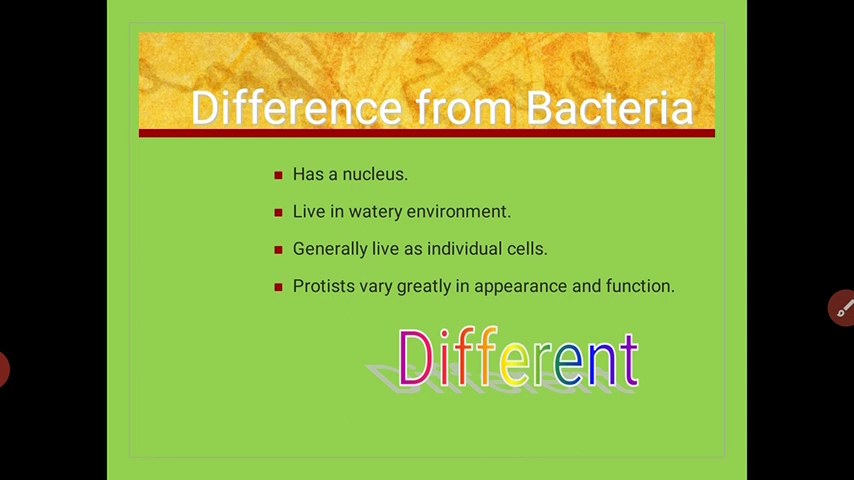 Difference from Bacteria
Has a nucleus.
Live in watery environment.
Generally live as individual cells.
Protists vary greatly in appearance and function.
Different